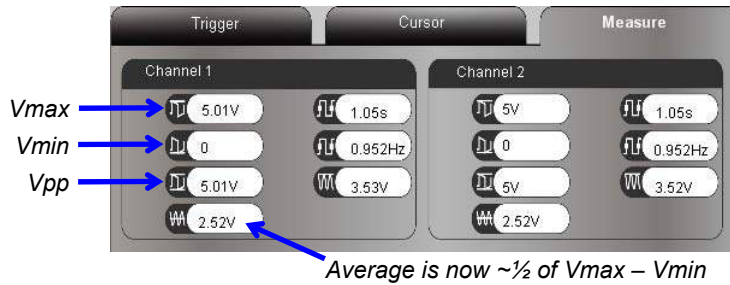 Trigger
Cursor
Measure
Channel 1
Channel 2
Vmax
5.01V
1.05s
5V
1.05s
Vmin
0
0.952Hz
0
0.952Hz
Vpp
5.01V
3.53V
5V
3.52V
2.52V
2.52V
Average is now ~½ of Vmax – Vmin